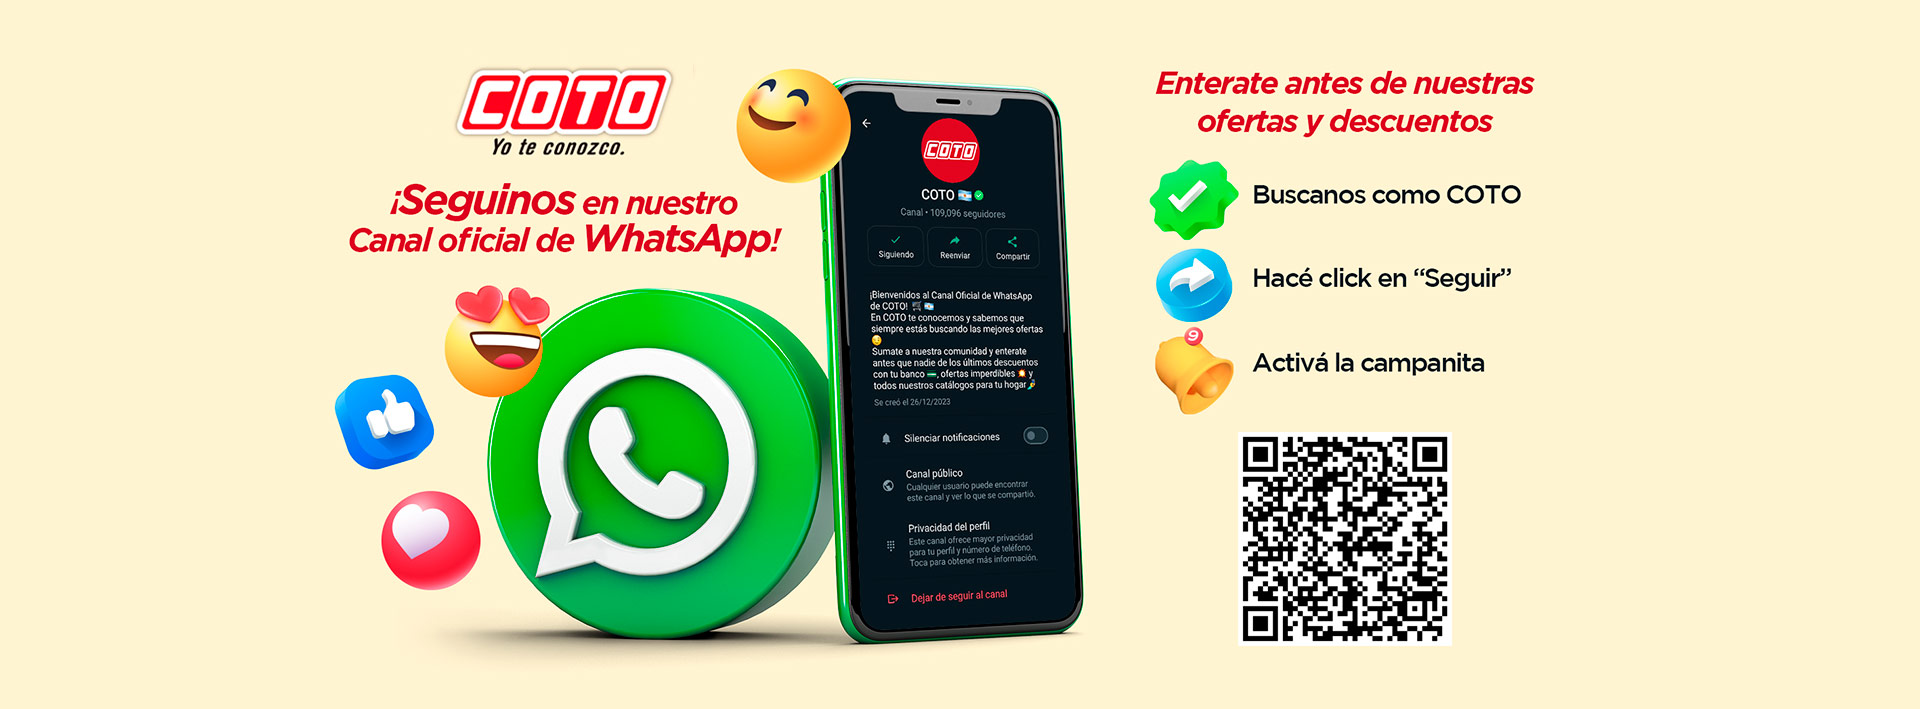 COTO
Yo te conozco.
¡Seguinos en nuestro
Canal oficial de WhatsApp!
COTO
COTO
Canal • 109,096 seguidores
Siguiendo
Reenviar
Compartir
¡Bienvenidos al Canal Oficial de WhatsApp
de COTO!
En COTO te conocemos y sabemos que
siempre estás buscando las mejores ofertas
Sumate a nuestra comunidad y enterate
antes que nadie de los últimos descuentos
con tu banco , ofertas imperdibles y
todos nuestros catálogos para tu hogar
Se creó el 26/12/2023
Silenciar notificaciones
Canal público
Cualquier usuario puede encontrar
este canal y ver lo que se compartió.
Privacidad del perfil
Este canal ofrece mayor privacidad
para tu perfil y número de teléfono.
Toca para obtener más información.
Dejar de seguir al canal
Enterate antes de nuestras
ofertas y descuentos
Buscanos como COTO
Hacé click en “Seguir”
9
Activá la campanita